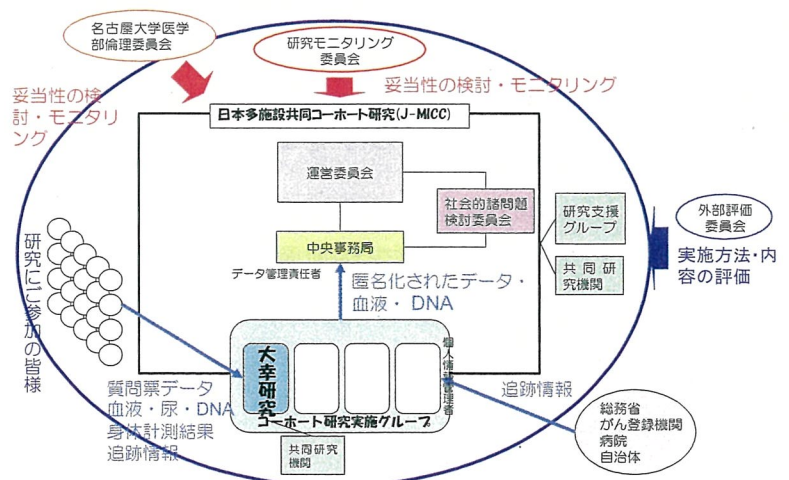 名古屋大学医学
部倫理委員会
研究モニタリング
委員会
妥当性の検
討・モニタリ
ング
妥当性の検討・モニタリング
日本多施設共同コーホート研究(J-MICC)
運営委員会
社会的諸問題
検討委員会
研究支援
グループ
外部評価
委員会
中央事務局
データ管理責任者
共同研
究機関
実施方法・内
容の評価
匿名化されたデータ・
血液・DNA
研究にご参加の皆様
大幸研究
個人情報管理者
質問票データ
血液・尿・DNA
身体計測結果
追跡情報
コーホート研究実施グループ
共同研究
機関
追跡情報
総務省
がん登録機関
病院
自治体